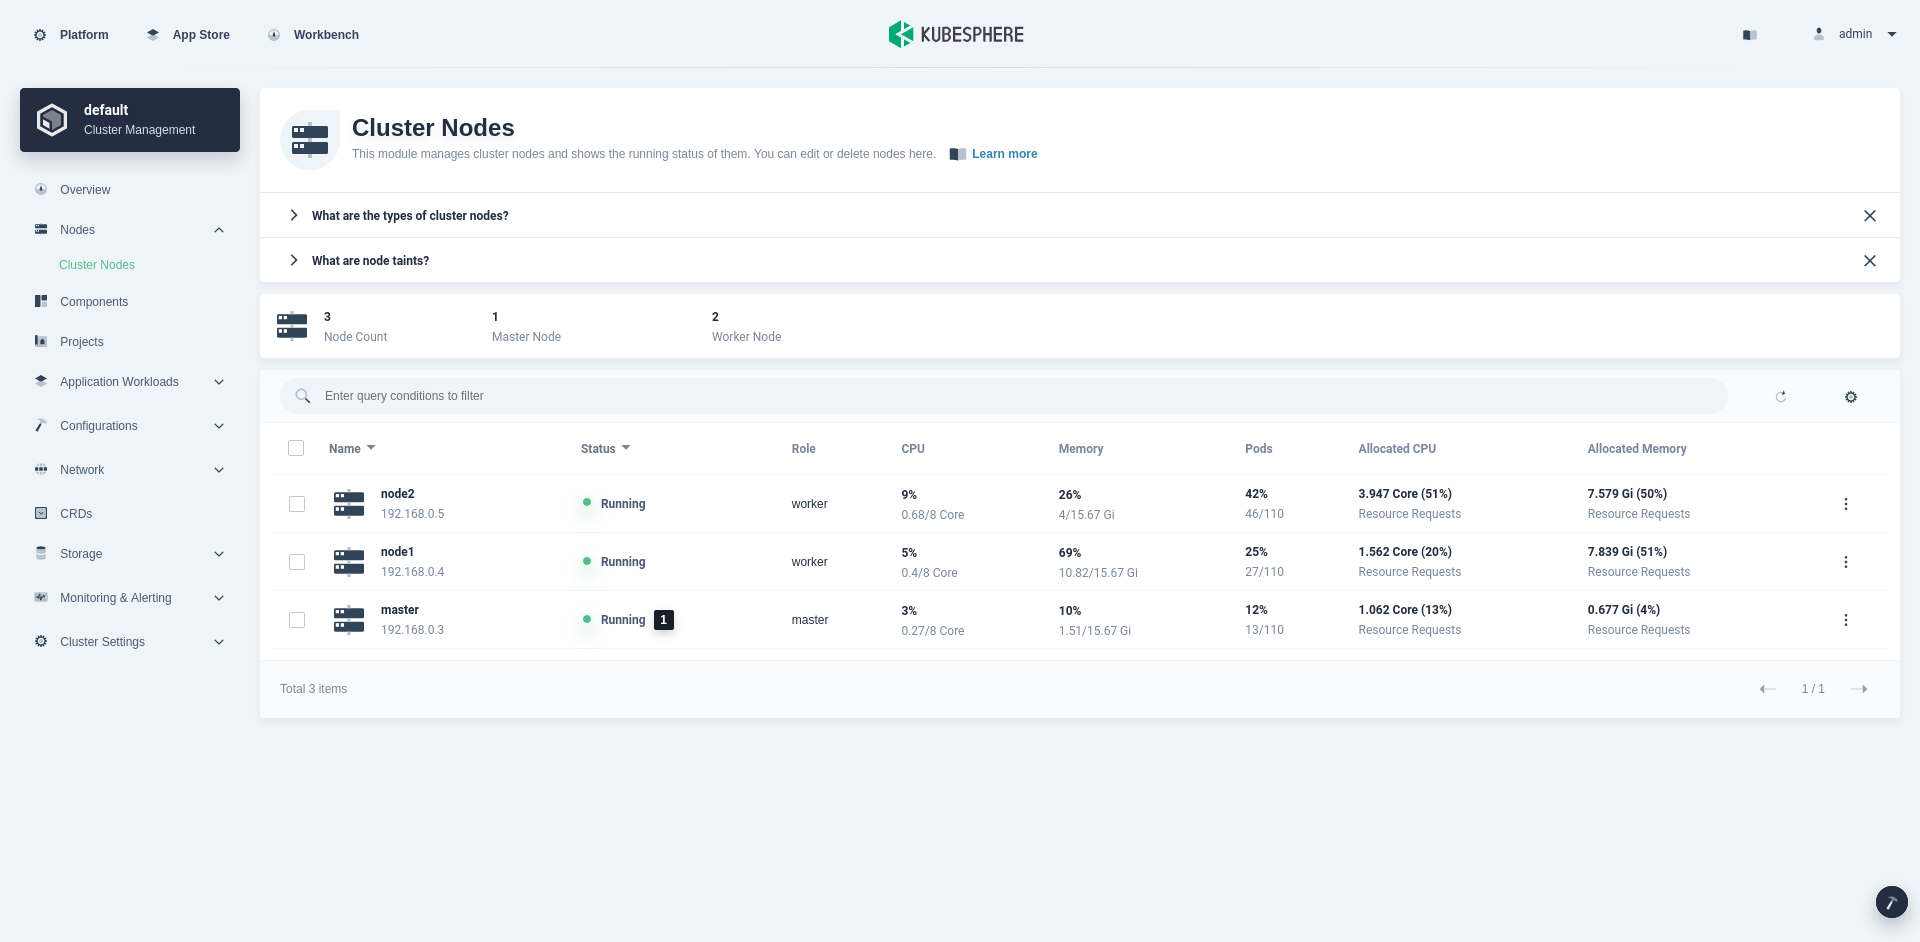 Platform
App Store
Workbench
KUBESPHERE
admin
default
Cluster Management
Overview
Nodes
Cluster Nodes
Components
Projects
Application Workloads
Configurations
Network
CRDs
Storage
Monitoring & Alerting
Cluster Settings
Cluster Nodes
This module manages cluster nodes and shows the running status of them. You can edit or delete nodes here. Learn more
What are the types of cluster nodes?
What are node taints?
3 1 2
Node Count Master Node Worker Node
Enter query conditions to filter
Name Status Role CPU Memory Pods Allocated CPU Allocated Memory
node2 Running worker 9% 26% 42% 3.947 Core (51%) 7.579 Gi (50%)
192.168.0.5 0.68/8 Core 4/15.67 Gi 46/110 Resource Requests Resource Requests
node1 Running worker 5% 69% 25% 1.562 Core (20%) 7.839 Gi (51%)
192.168.0.4 0.4/8 Core 10.82/15.67 Gi 27/110 Resource Requests Resource Requests
master Running 1 master 3% 10% 12% 1.062 Core (13%) 0.677 Gi (4%)
192.168.0.3 0.27/8 Core 1.51/15.67 Gi 13/110 Resource Requests Resource Requests
Total 3 items 1 / 1